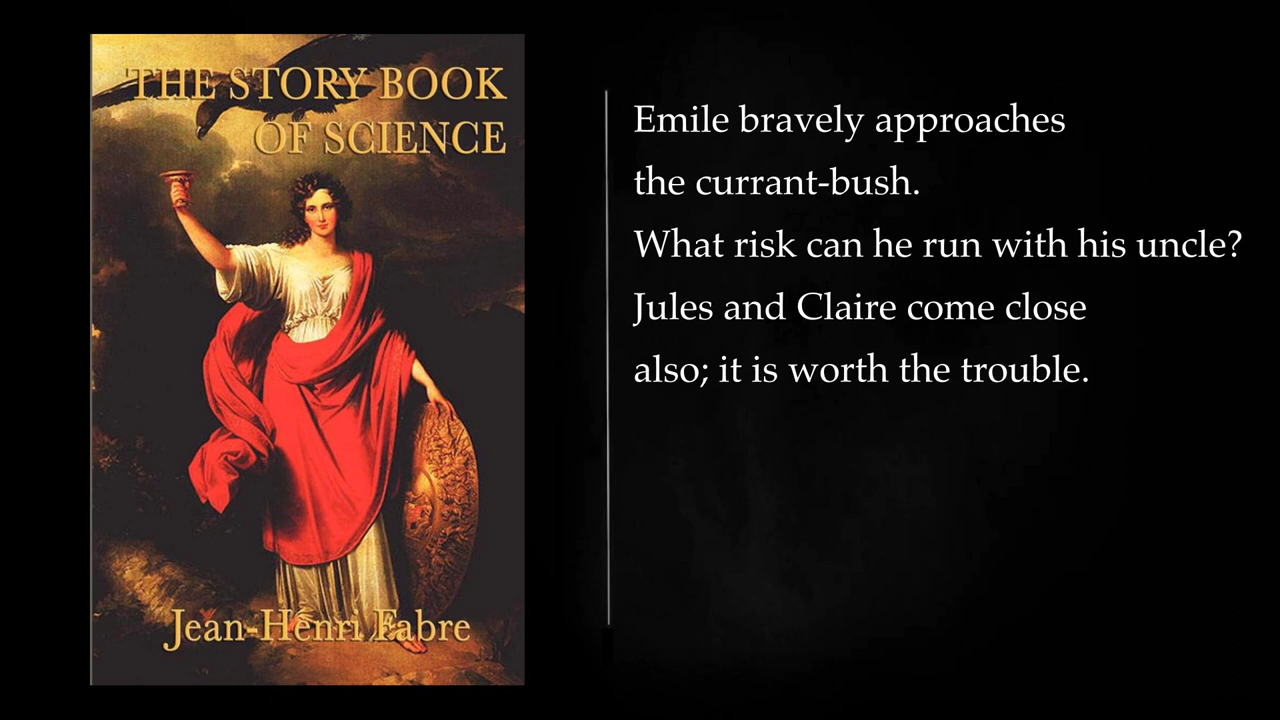 THE STORY BOOK
OF SCIENCE
Jean-Henri Fabre
Emile bravely approaches
the currant-bush.
What risk can he run with his uncle?
Jules and Claire come close
also; it is worth the trouble.